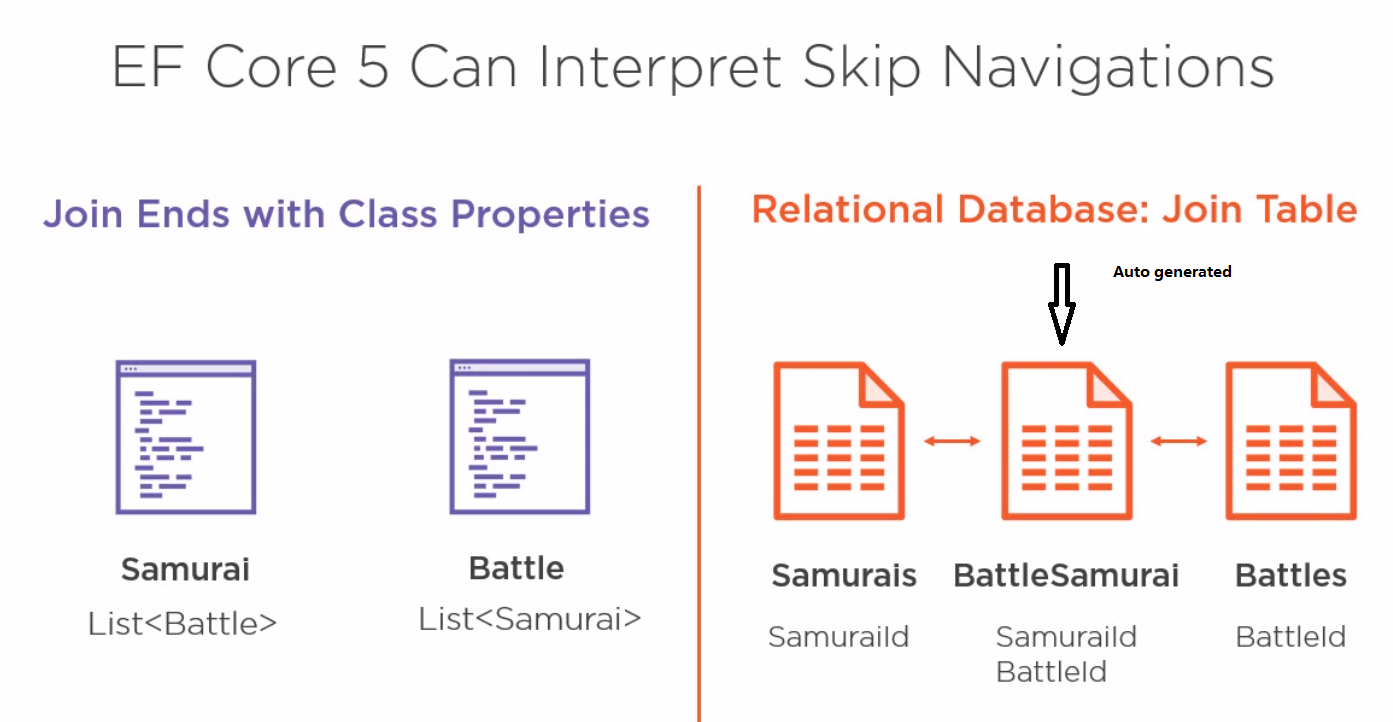 EF Core 5 Can Interpret Skip Navigations
Join Ends with Class Properties
Samurai
List<Battle>
Battle
List<Samurai>
Relational Database: Join Table
Auto generated
Samurais
SamuraiId
BattleSamurai
SamuraiId
BattleId
Battles
BattleId